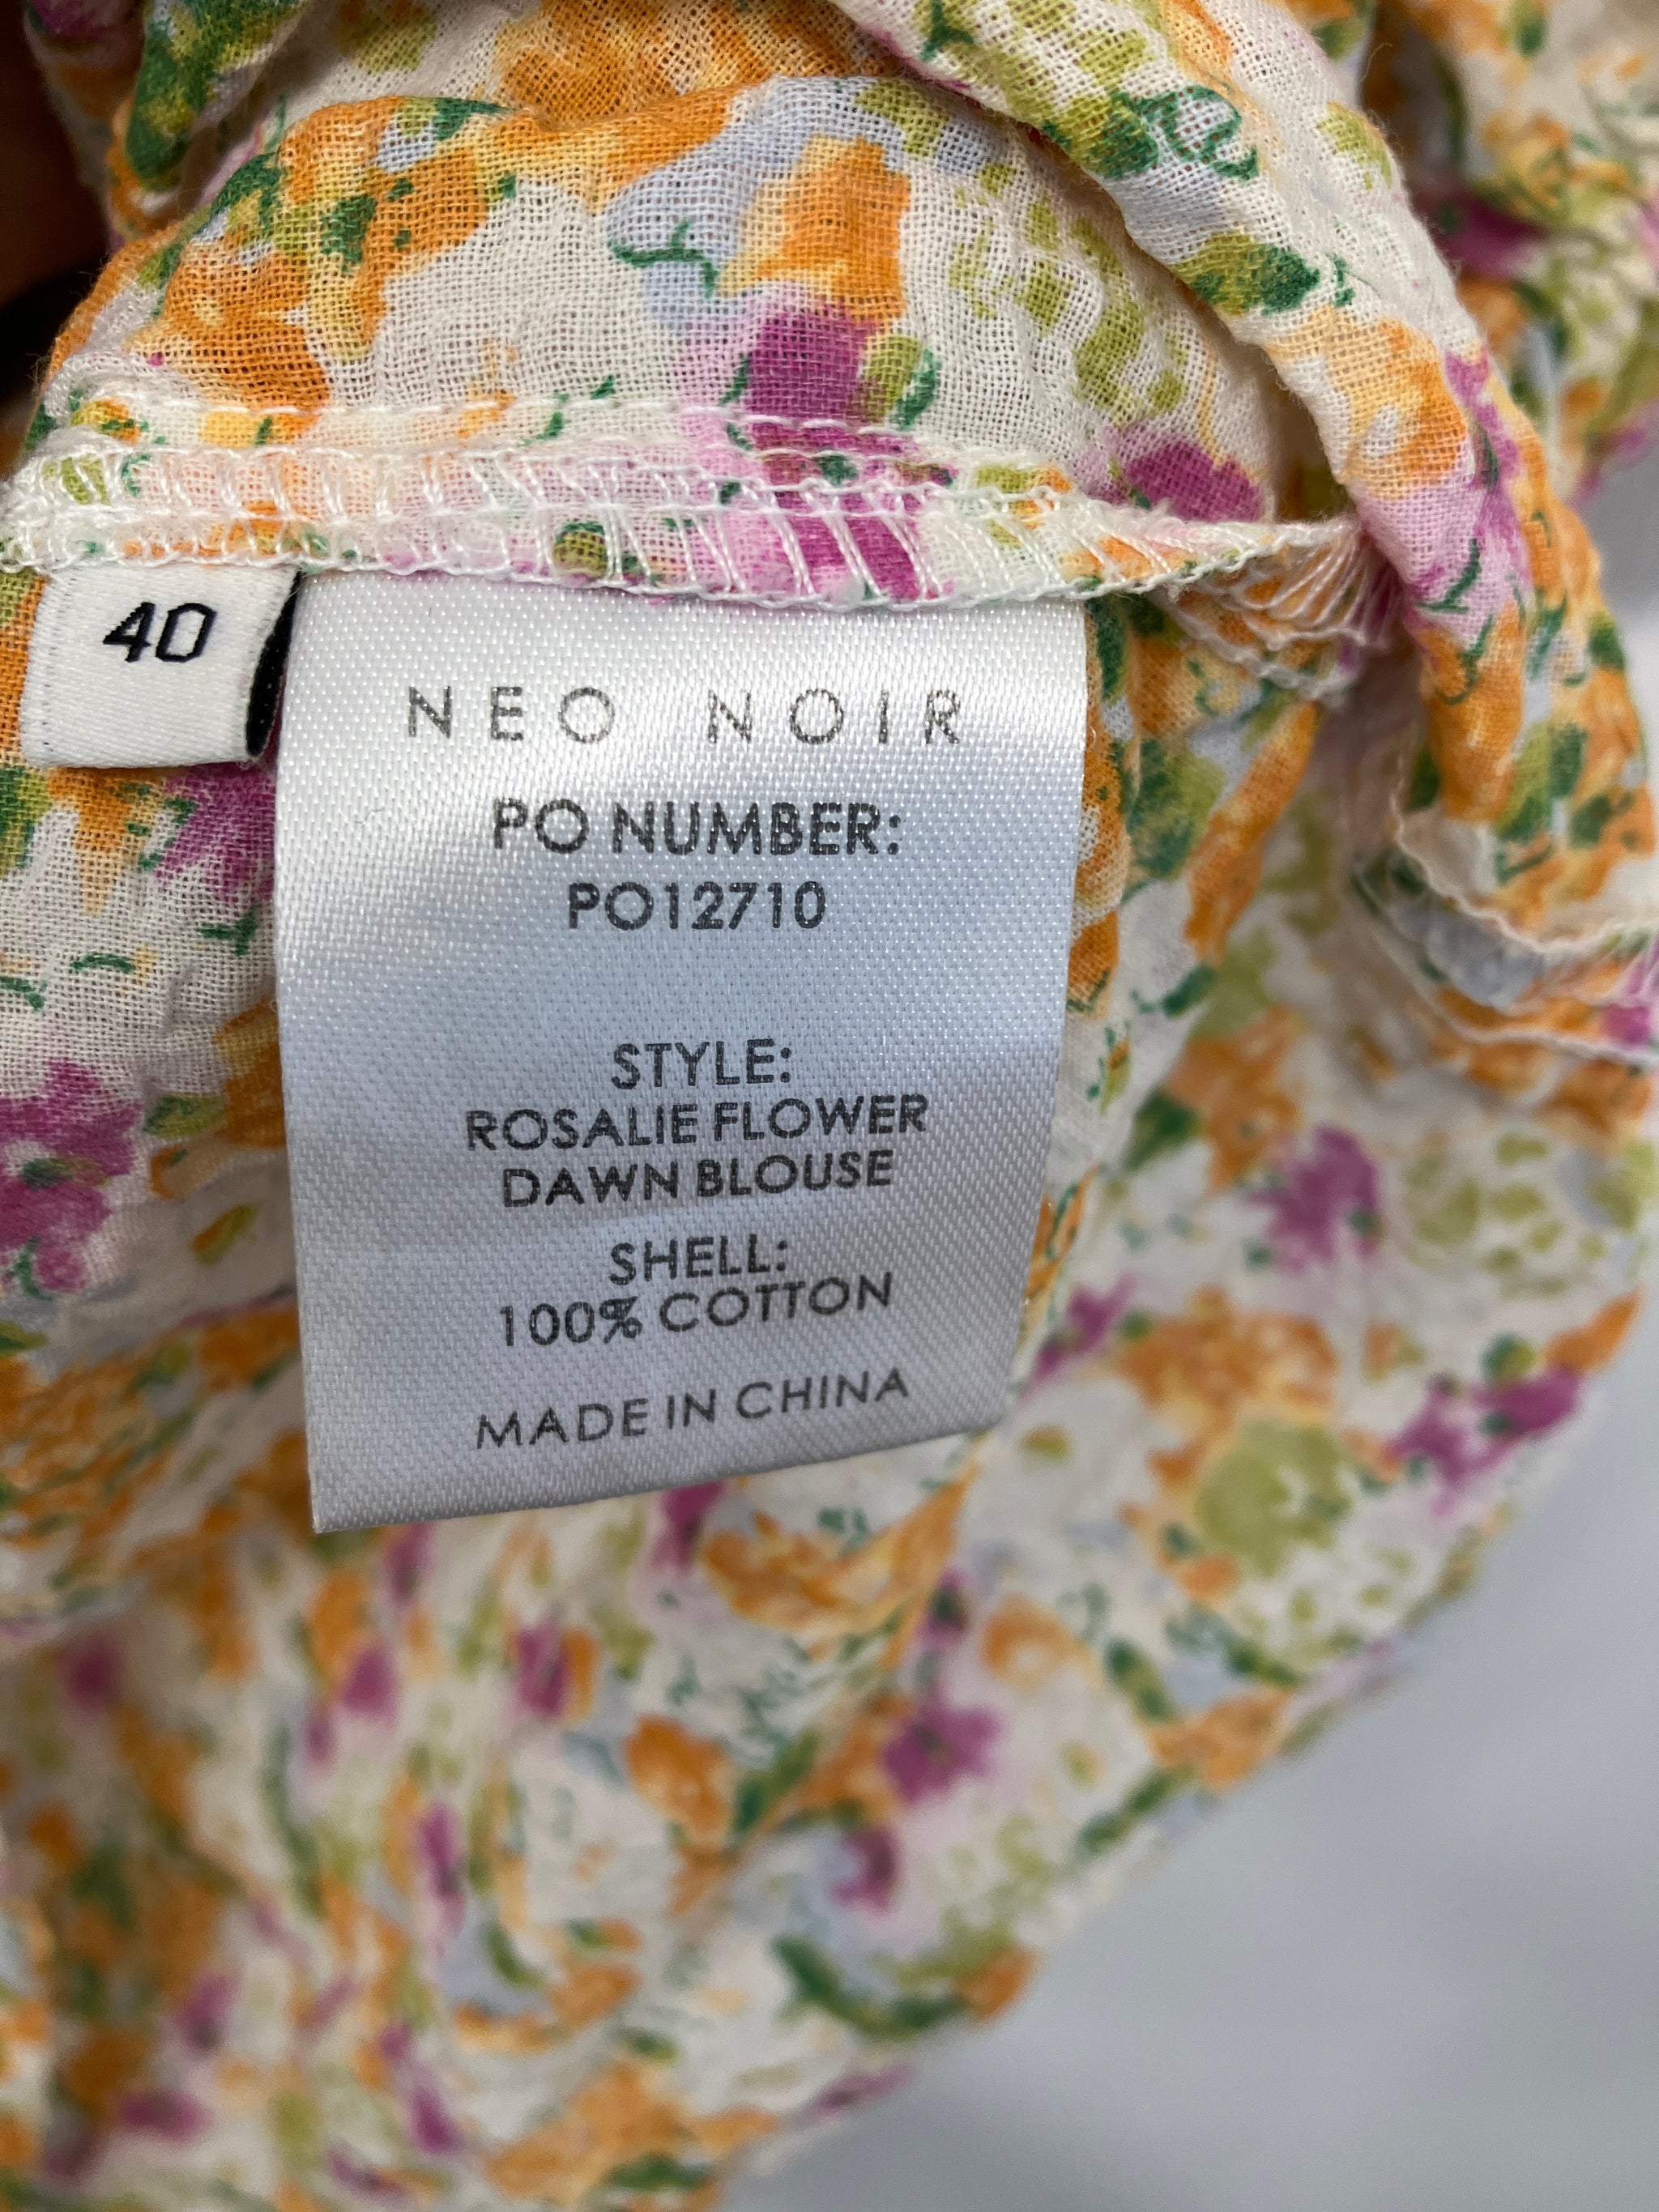 40
NEO NOIR
PO NUMBER:
PO12710
STYLE:
ROSALIE FLOWER
DAWN BLOUSE
SHELL:
100% COTTON
MADE IN CHINA